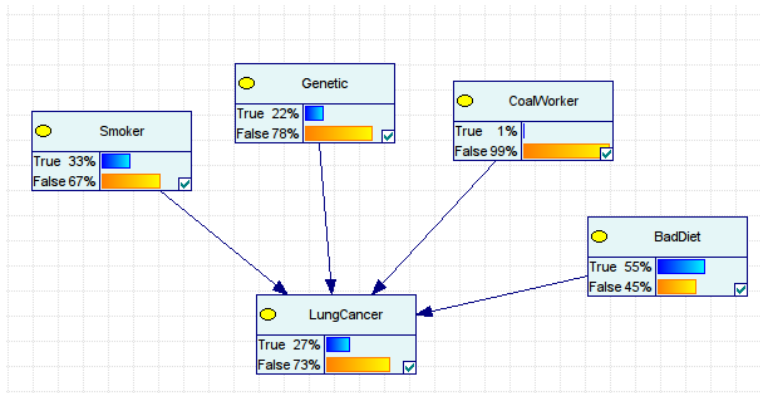 Genetic
True 22%
False 78%
CoalWorker
True 1%
False 99%
Smoker
True 33%
False 67%
BadDiet
True 55%
False 45%
LungCancer
True 27%
False 73%